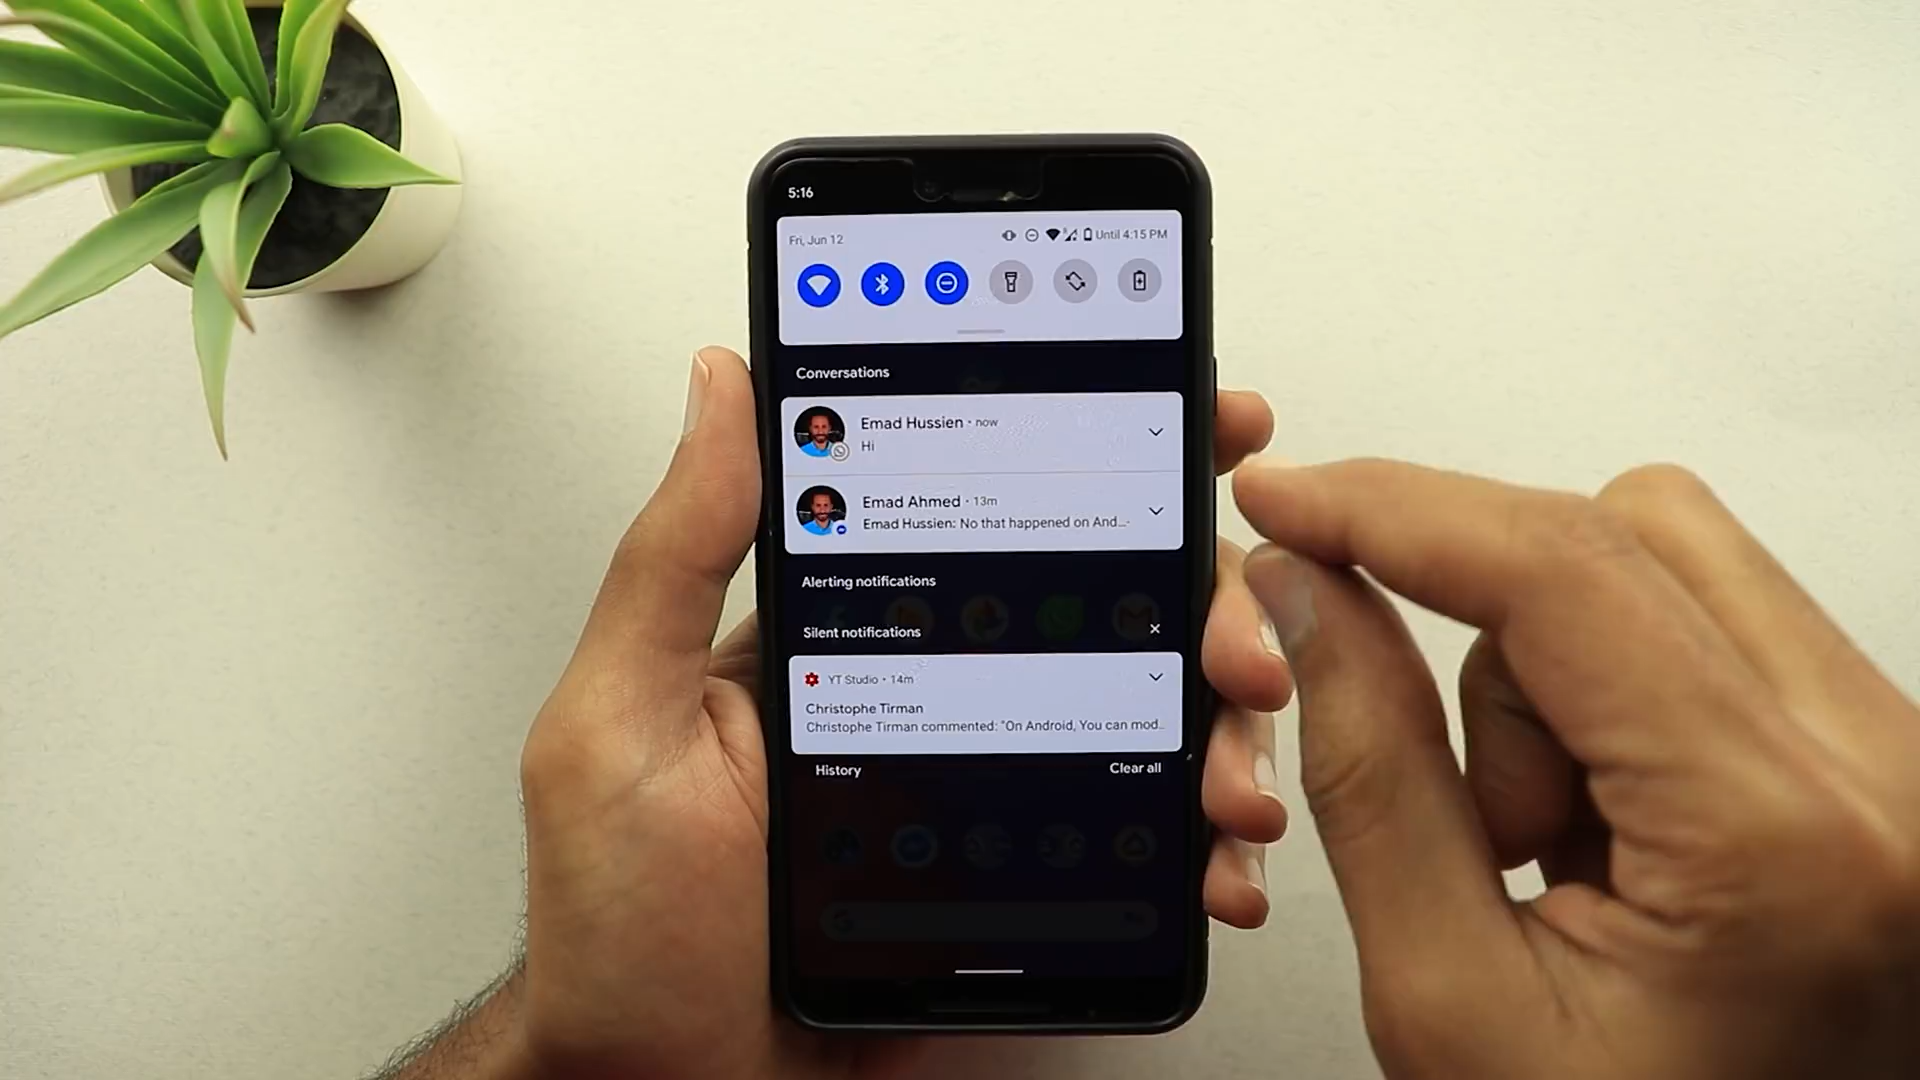 5:16
Fri, Jun 12
Until 4:15 PM
Conversations
Emad Hussien • now
Hi
Emad Ahmed • 13m
Emad Hussien: No that happened on And...
Alerting notifications
Silent notifications
YT Studio • 14m
Christophe Tirman
Christophe Tirman commented: "On Android, You can mod..
History
Clear all